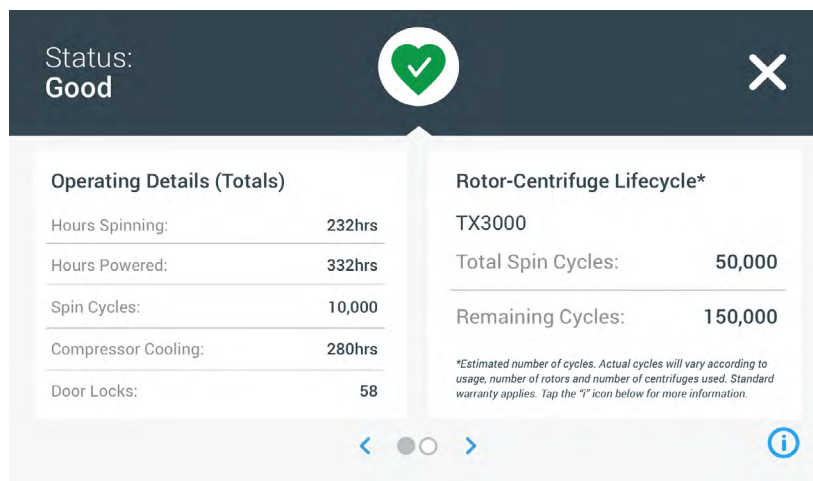 Status:
Good
Operating Details (Totals)
Hours Spinning: 232hrs
Hours Powered: 332hrs
Spin Cycles: 10,000
Compressor Cooling: 280hrs
Door Locks: 58
Rotor-Centrifuge Lifecycle*
TX3000
Total Spin Cycles: 50,000
Remaining Cycles: 150,000
*Estimated number of cycles. Actual cycles will vary according to
usage, number of rotors and number of centrifuges used. Standard
warranty applies. Tap the “i” icon below for more information.
i